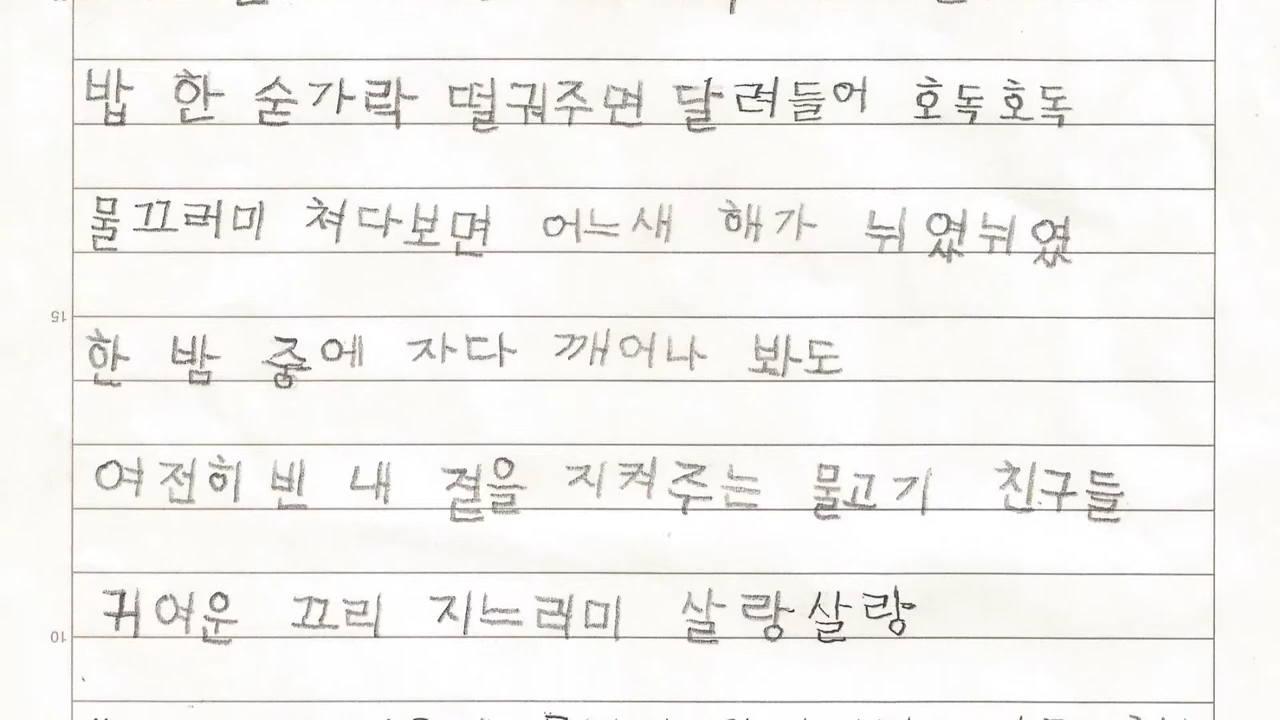 밥 한 숟가락 떨궈주면 달려들어 호독호독
물끄러미 쳐다보면 어느새 해가 뉘였뉘였
한 밤 중에 자다 깨어나 봐도
여전히 빈 내 곁을 지켜주는 물고기 친구들
귀여운 꼬리 지느러미 살랑살랑